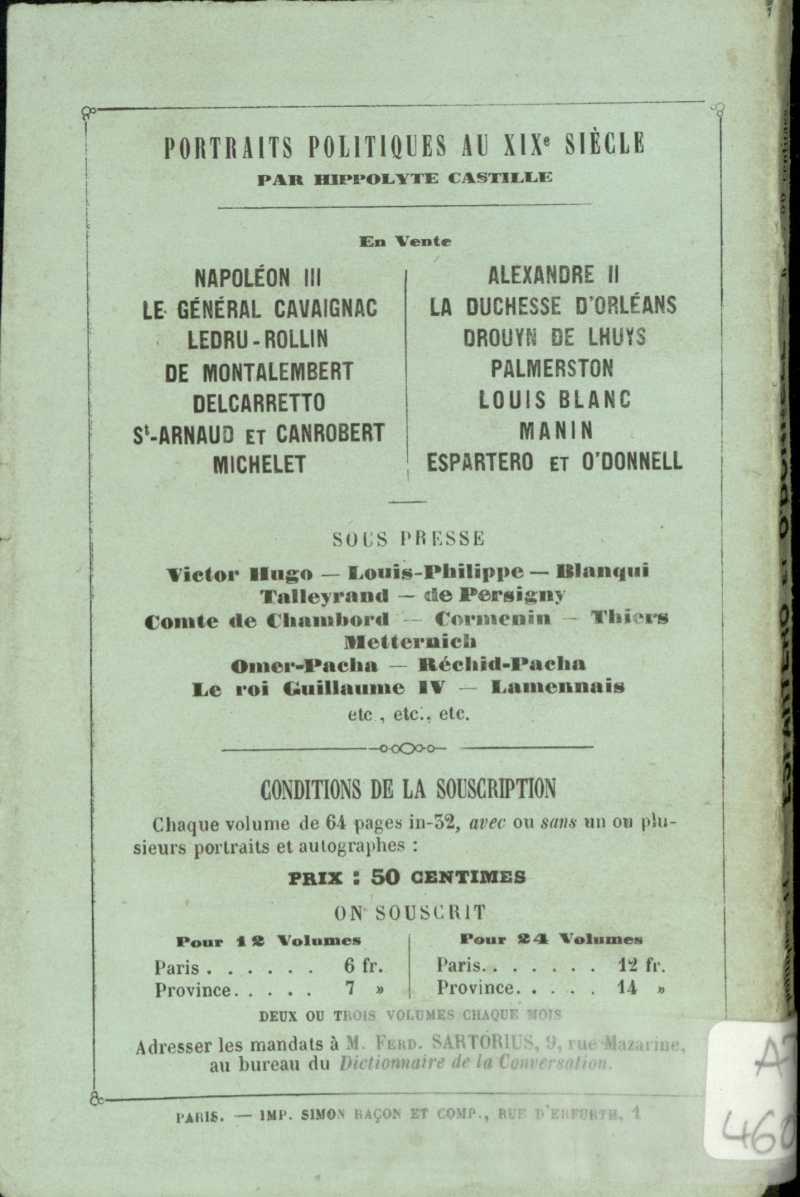 PORTRAITS POLITIQUES AU XIXe SIÈCLE
PAR HIPPOLYTE CASTILLE
En Vente
NAPOLÉON III
LE GÉNÉRAL CAVAIGNAC
LEDRU-ROLLIN
DE MONTALEMBERT
DELCARRETTO
St-ARNAUD ET CANROBERT
MICHELET
ALEXANDRE II
LA DUCHESSE D'ORLÉANS
DROUYN DE LHUYS
PALMERSTON
LOUIS BLANC
MANIN
ESPARTERO ET O'DONNELL
SOUS PRESSE
Victor Hugo — Louis-Philippe — Blanqui
Talleyrand — de Persigny
Comte de Chambord — Cormenin — Thiers
Metternich
Omer-Pacha — Réchid-Pacha
Le roi Guillaume IV — Lamennais
etc , etc., etc.
CONDITIONS DE LA SOUSCRIPTION
Chaque volume de 64 pages in-32, avec ou sans un ou plu-
sieurs portraits et autographes :
PRIX : 50 CENTIMES
ON SOUSCRIT
Pour 12 Volumes
Paris . . . . . . 6 fr.
Province. . . . . 7 »
Pour 24 Volumes
Paris. . . . . . . 12 fr.
Province. . . . . 14 »
DEUX OU TROIS VOLUMES CHAQUE MOIS
Adresser les mandats à M. FERD. SARTORIUS, 9, rue Mazarine,
au bureau du Dictionnaire de la Conversation.
PARIS. — IMP. SIMON RAÇON ET COMP., RUE D'ERFURTH, 1
460